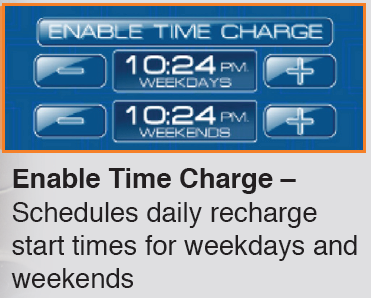 ENABLE TIME CHARGE
- 10:24 PM. +
WEEKDAYS
- 10:24 PM. +
WEEKENDS
Enable Time Charge –
Schedules daily recharge
start times for weekdays and
weekends